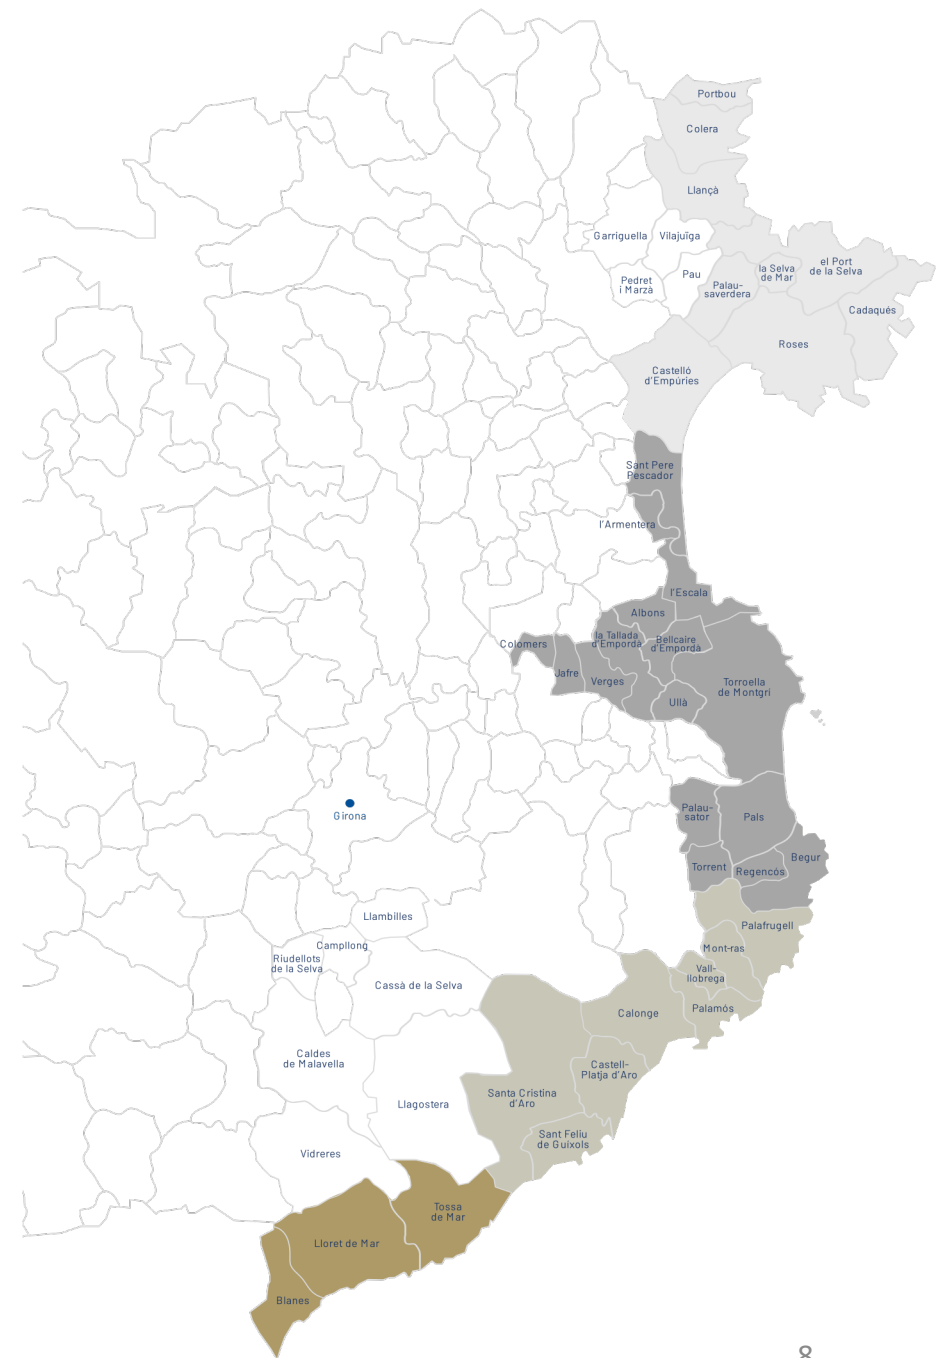 Portbou
Colera
Llançà
Garriguella
Vilajuïga
Pedret
i Marzà
Pau
Palau-
saverdera
la Selva
de Mar
el Port
de la Selva
Cadaqués
Roses
Castelló
d'Empúries
Sant Pere
Pescador
l'Armentera
l'Escala
Albons
la Tallada
d'Empordà
Bellcaire
d'Empordà
Colomers
Jafre
Verges
Ullà
Torroella
de Montgrí
Palau-
sator
Pals
Girona
Torrent
Regencós
Begur
Llambilles
Palafrugell
Campllong
Mont-ras
Riudellots
de la Selva
Vall-
llobrega
Cassà de la Selva
Palamós
Calonge
Caldes
de Malavella
Castell-
Platja d'Aro
Santa Cristina
d'Aro
Llagostera
Sant Feliu
de Guíxols
Vidreres
Tossa
de Mar
Lloret de Mar
Blanes
8